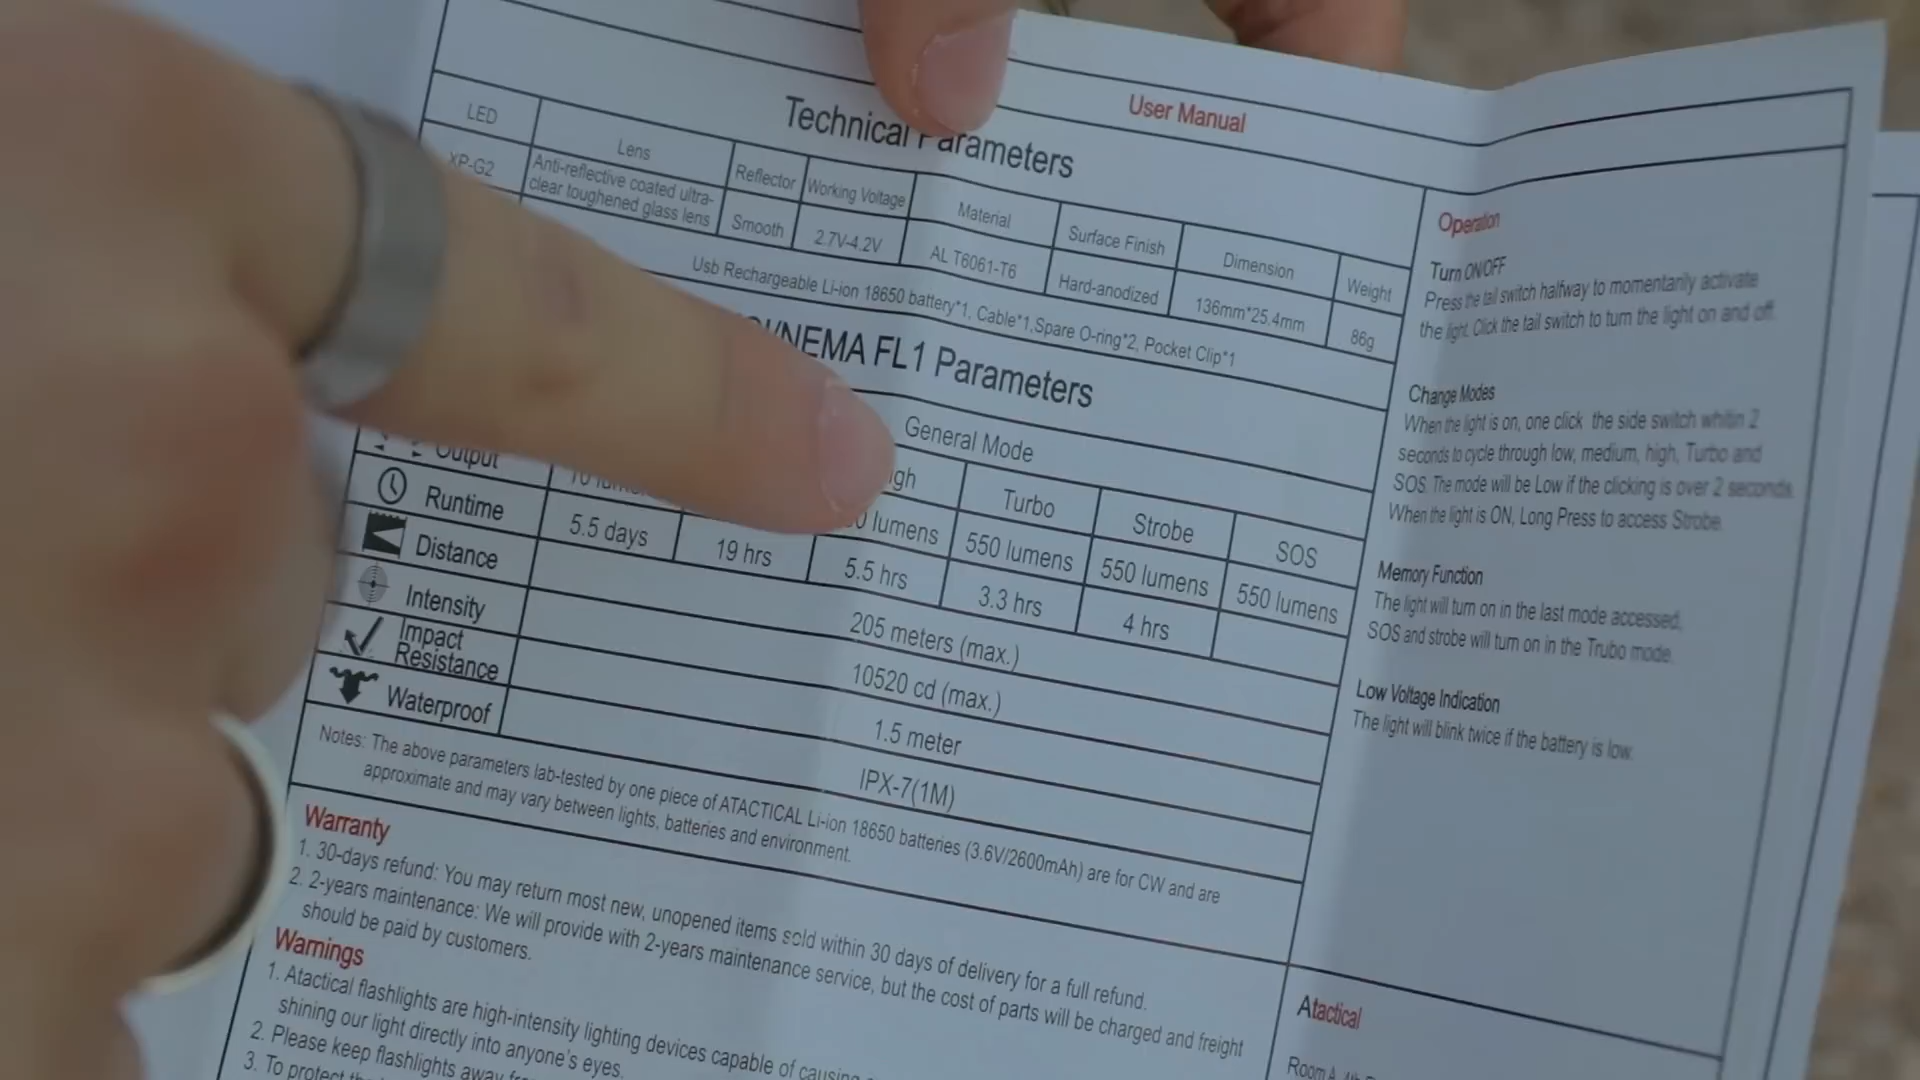 User Manual
Technical Parameters
LED Lens Reflector Working Voltage Material Surface Finish Dimension Weight
XP-G2 Anti-reflective coated ultra-
clear toughened glass lens Smooth 2.7V-4.2V AL T6061-T6 Hard-anodized 136mm*25.4mm 86g
Usb Rechargeable Li-ion 18650 battery*1, Cable*1,Spare O-ring*2, Pocket Clip*1
/NEMA FL1 Parameters
General Mode
Turbo Strobe SOS
Output lumens 550 lumens 550 lumens 550 lumens
Runtime 5.5 days 19 hrs 5.5 hrs 3.3 hrs 4 hrs
Distance 205 meters (max.)
Intensity 10520 cd (max.)
Impact
Resistance 1.5 meter
Waterproof IPX-7(1M)
Notes: The above parameters lab-tested by one piece of ATACTICAL Li-ion 18650 batteries (3.6V/2600mAh) are for CW and are
approximate and may vary between lights, batteries and environment.
Warranty
1. 30-days refund: You may return most new, unopened items sold within 30 days of delivery for a full refund.
2. 2-years maintenance: We will provide with 2-years maintenance service, but the cost of parts will be charged and freight
should be paid by customers.
Warnings
1. Atactical flashlights are high-intensity lighting devices capable of causing
shining our light directly into anyone's eyes.
2. Please keep flashlights away
3. To protect
Operation
Turn ON/OFF
Press the tail switch halfway to momentarily activate
the light. Click the tail switch to turn the light on and off.
Change Modes
When the light is on, one click the side switch whitin 2
seconds to cycle through low, medium, high, Turbo and
SOS. The mode will be Low if the clicking is over 2 seconds.
When the light is ON, Long Press to access Strobe.
Memory Function
The light will turn on in the last mode accessed,
SOS and strobe will turn on in the Trubo mode.
Low Voltage Indication
The light will blink twice if the battery is low.
Atactical
Room A,